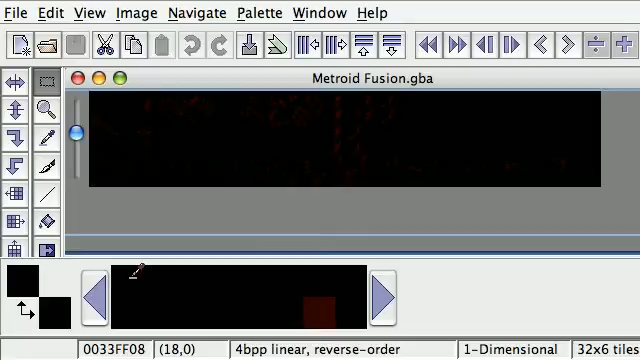 File Edit View Image Navigate Palette Window Help
Metroid Fusion.gba
0033FF08 (18,0) 4bpp linear, reverse-order 1-Dimensional 32x6 tiles